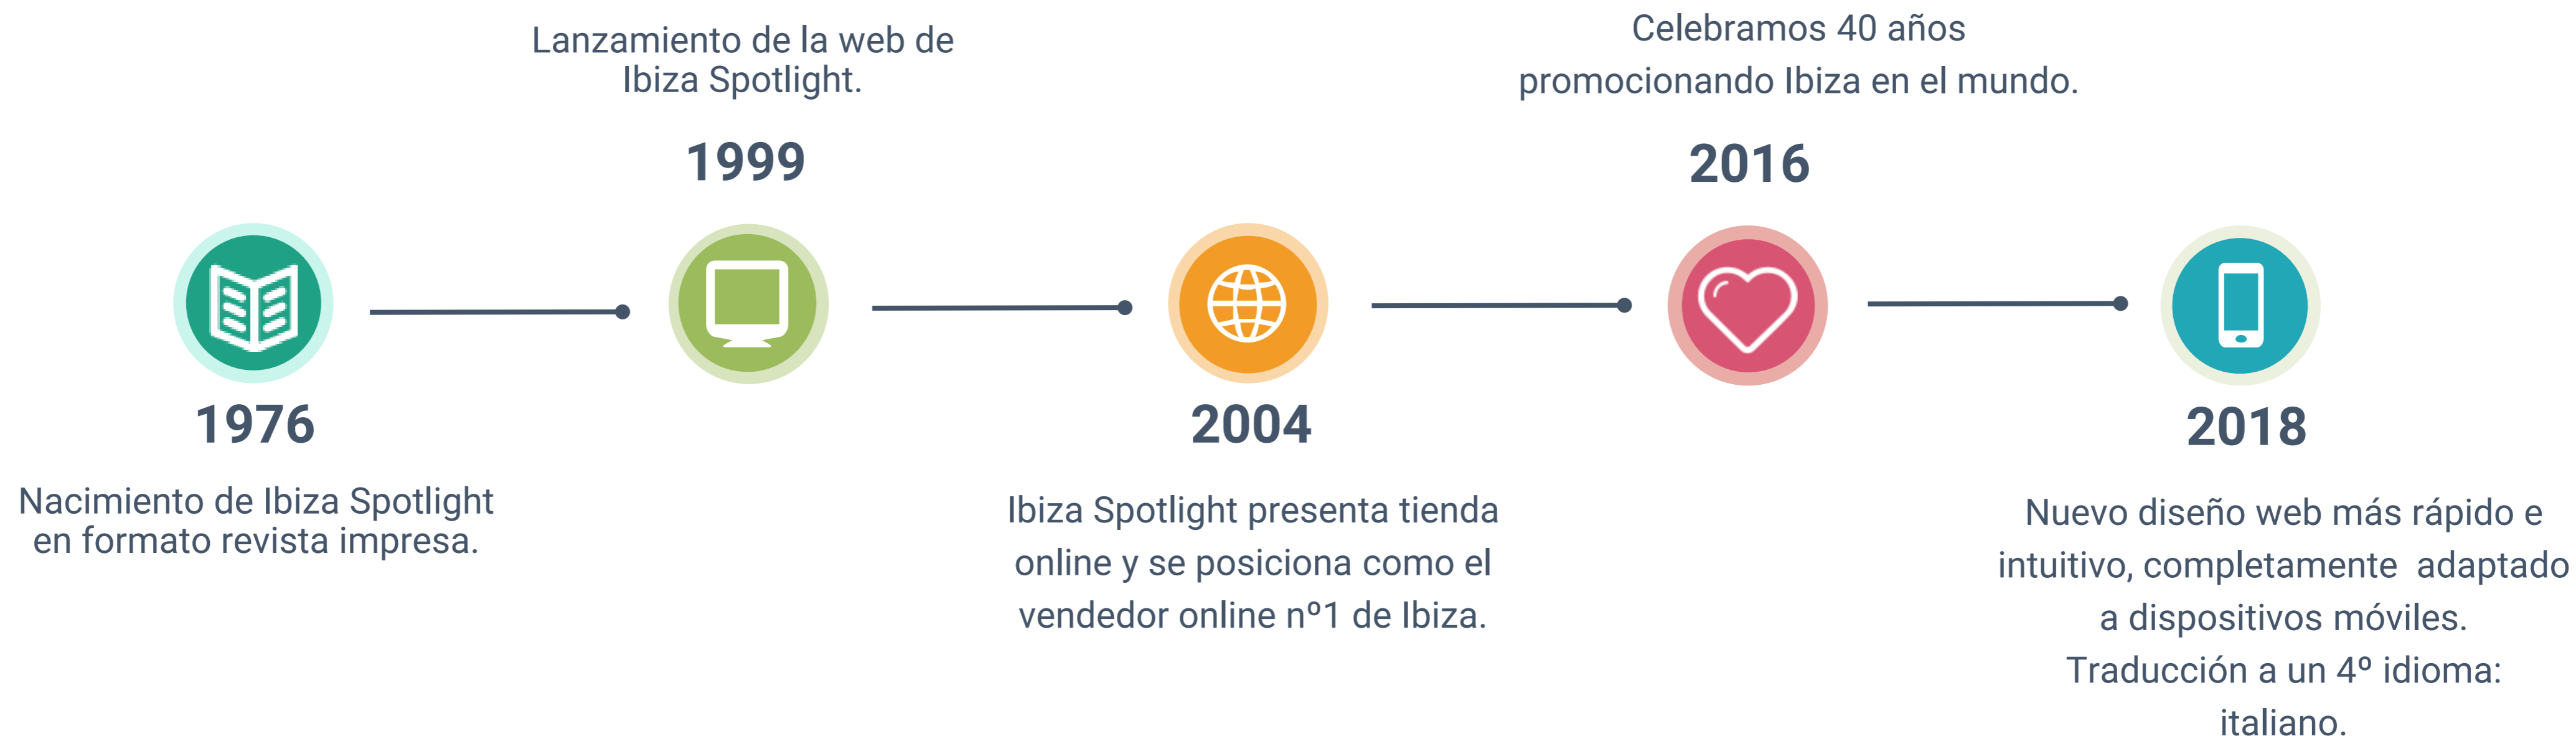 1976
Nacimiento de Ibiza Spotlight
en formato revista impresa.
Lanzamiento de la web de
Ibiza Spotlight.
1999
2004
Ibiza Spotlight presenta tienda
online y se posiciona como el
vendedor online nº1 de Ibiza.
Celebramos 40 años
promocionando Ibiza en el mundo.
2016
2018
Nuevo diseño web más rápido e
intuitivo, completamente  adaptado
a dispositivos móviles.
Traducción a un 4º idioma:
italiano.